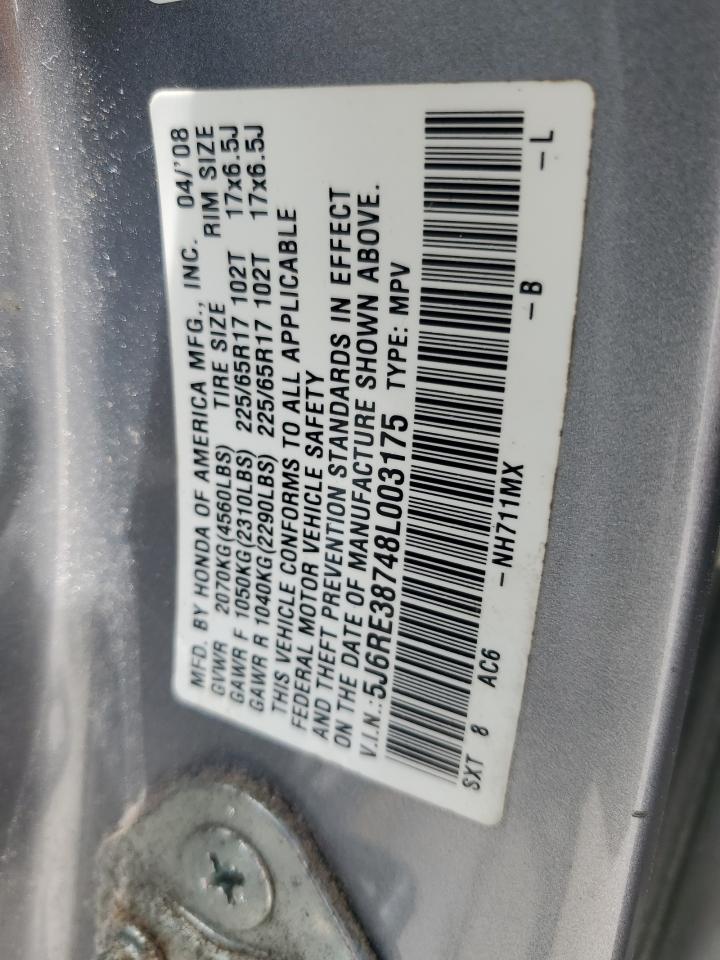 MFD. BY HONDA OF AMERICA MFG., INC. 04/'08
GVWR 2070KG(4560LBS) TIRE SIZE RIM SIZE
GAWR F 1050KG(2310LBS) 225/65R17 102T 17x6.5J
GAWR R 1040KG(2290LBS) 225/65R17 102T 17x6.5J
THIS VEHICLE CONFORMS TO ALL APPLICABLE
FEDERAL MOTOR VEHICLE SAFETY
AND THEFT PREVENTION STANDARDS IN EFFECT
ON THE DATE OF MANUFACTURE SHOWN ABOVE.
V.I.N.:5J6RE38748L003175 TYPE: MPV
SXT 8 AC6 -NH711MX -B -L